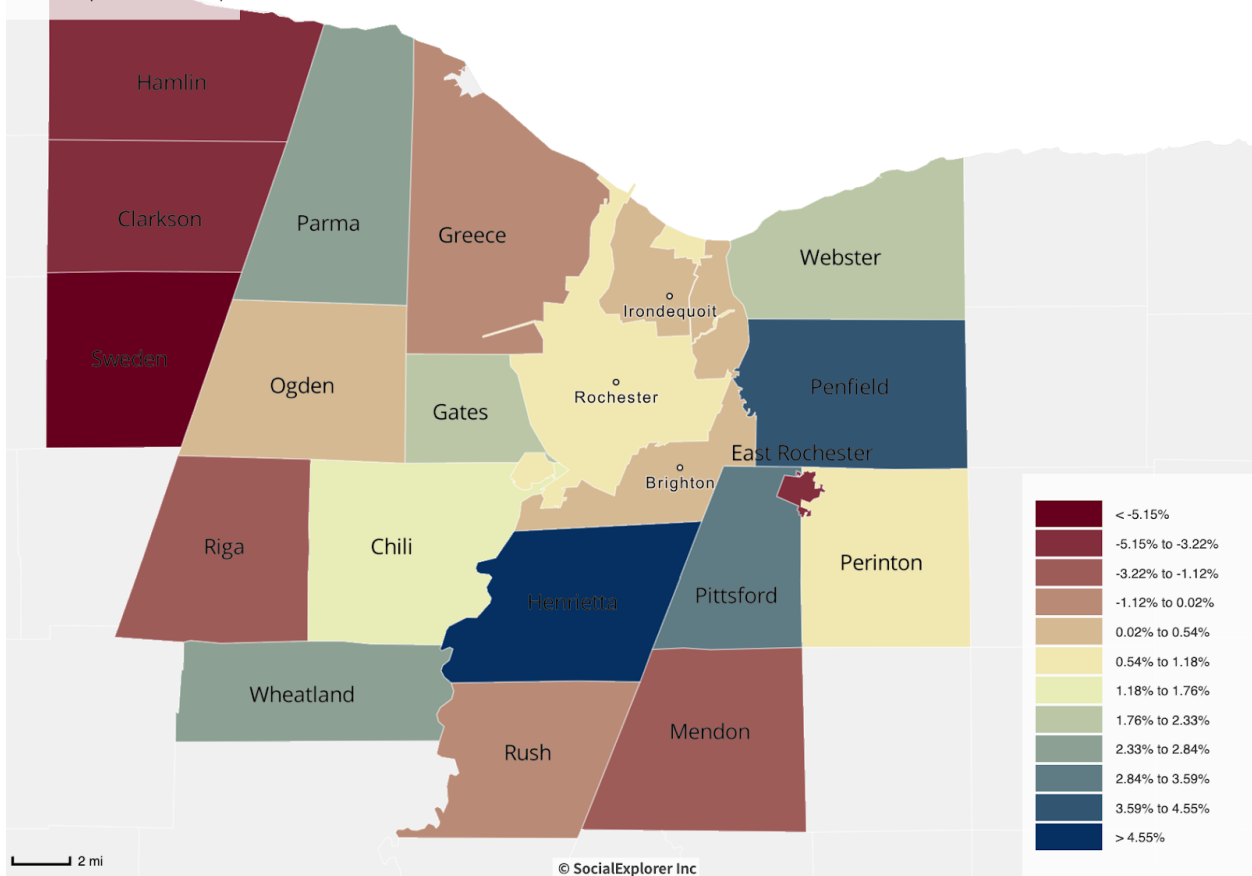 Hamlin
Clarkson
Parma
Greece
Webster
Irondequoit
Sweden
Ogden
Gates
Rochester
Penfield
East Rochester
Brighton
Riga
Chili
Henrietta
Pittsford
Perinton
Wheatland
Rush
Mendon
< -5.15%
-5.15% to -3.22%
-3.22% to -1.12%
-1.12% to 0.02%
0.02% to 0.54%
0.54% to 1.18%
1.18% to 1.76%
1.76% to 2.33%
2.33% to 2.84%
2.84% to 3.59%
3.59% to 4.55%
> 4.55%
2 mi
© SocialExplorer Inc